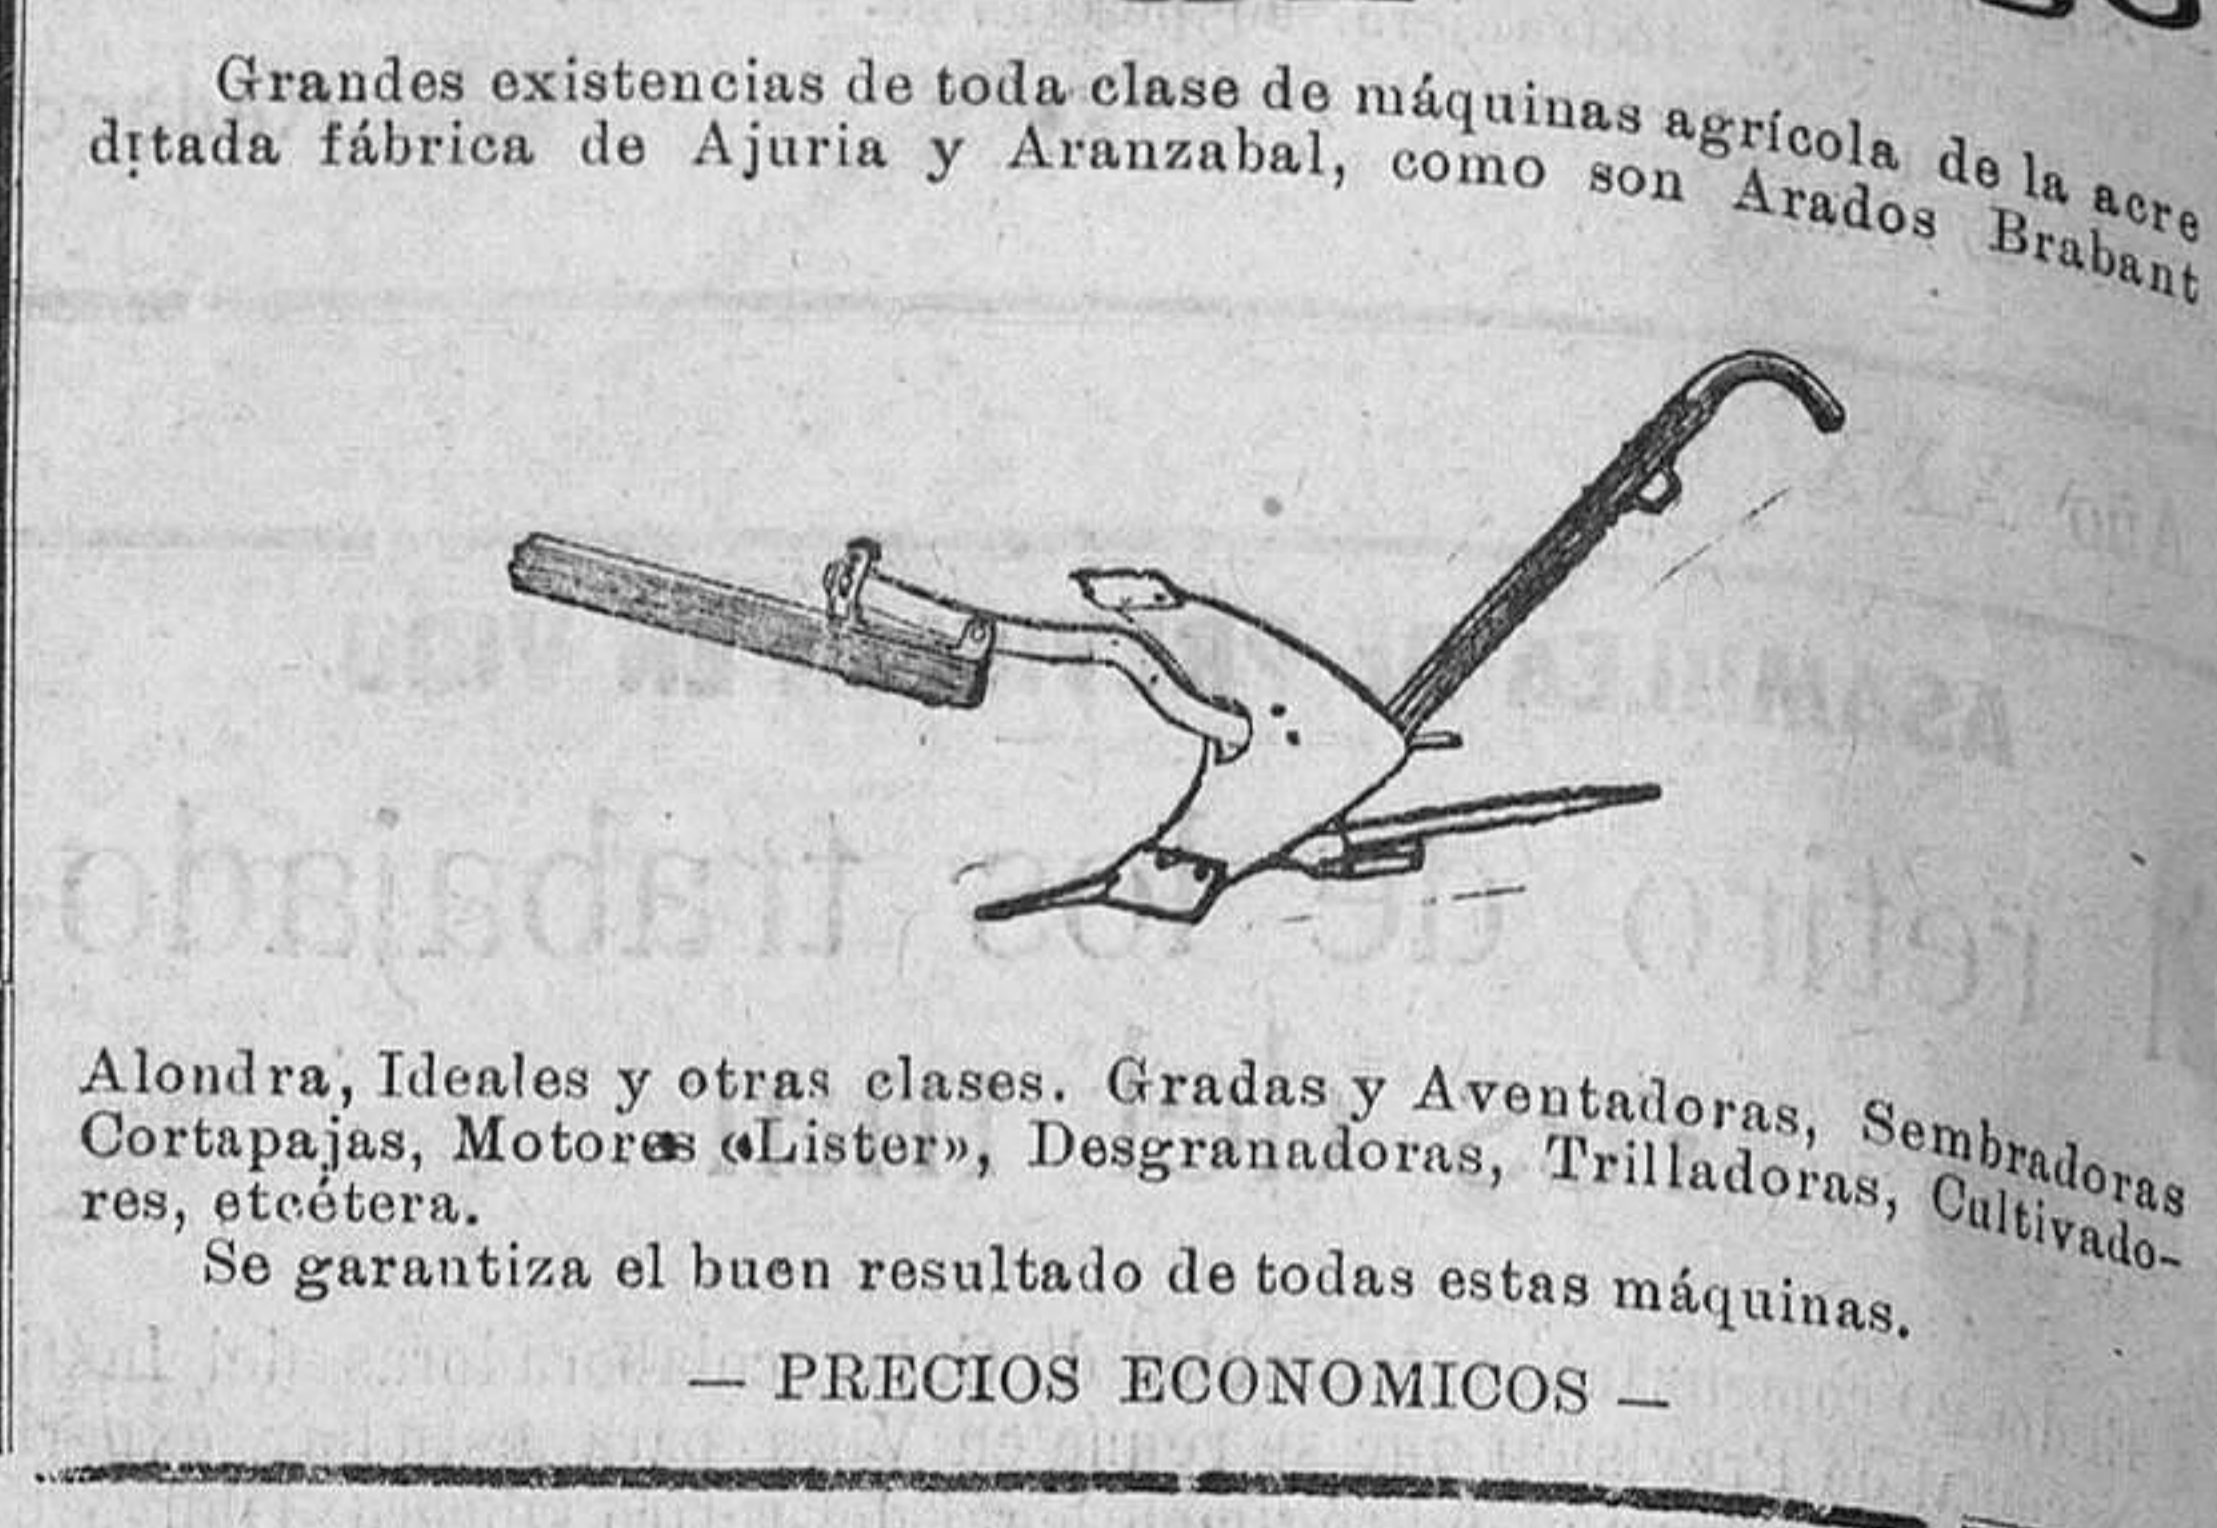 Grandes existencias de toda clase de máquinas agrícola de la acre
ditada fábrica de Ajuria y Aranzabal, como son Arados Brabant
Alondra, Ideales y otras clases. Gradas y Aventadoras, Sembradoras
Cortapajas, Motores «Lister», Desgranadoras, Trilladoras, Cultivado-
res, etcétera.
Se garantiza el buen resultado de todas estas máquinas.
— PRECIOS ECONOMICOS —